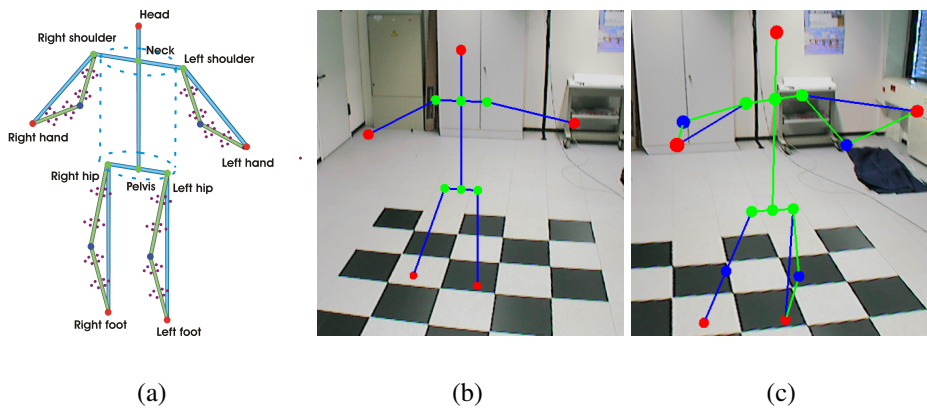 Head
Right shoulder
Neck
Left shoulder
Right hand
Left hand
Right hip
Pelvis
Left hip
Right foot
Left foot
(a)
(b)
(c)